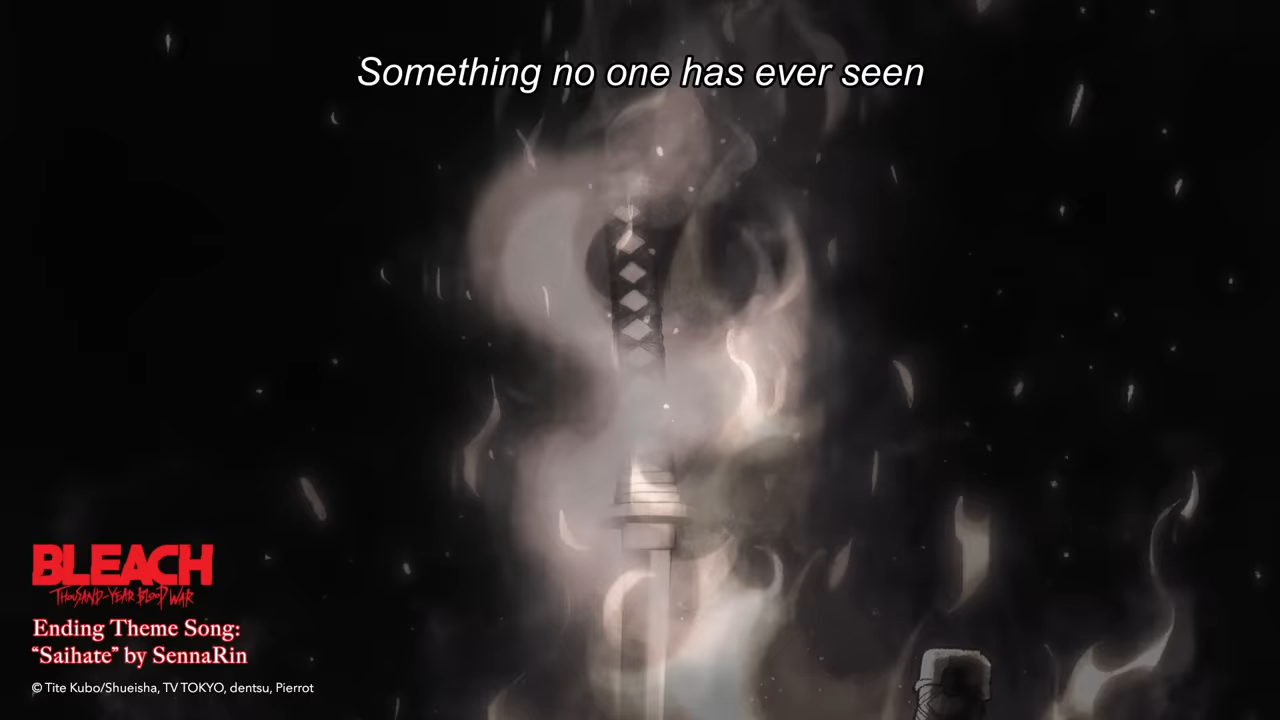 Something no one has ever seen
BLEACH
THOUSAND-YEAR BLOOD WAR
Ending Theme Song:
“Saihate” by SennaRin
© Tite Kubo/Shueisha, TV TOKYO, dentsu, Pierrot